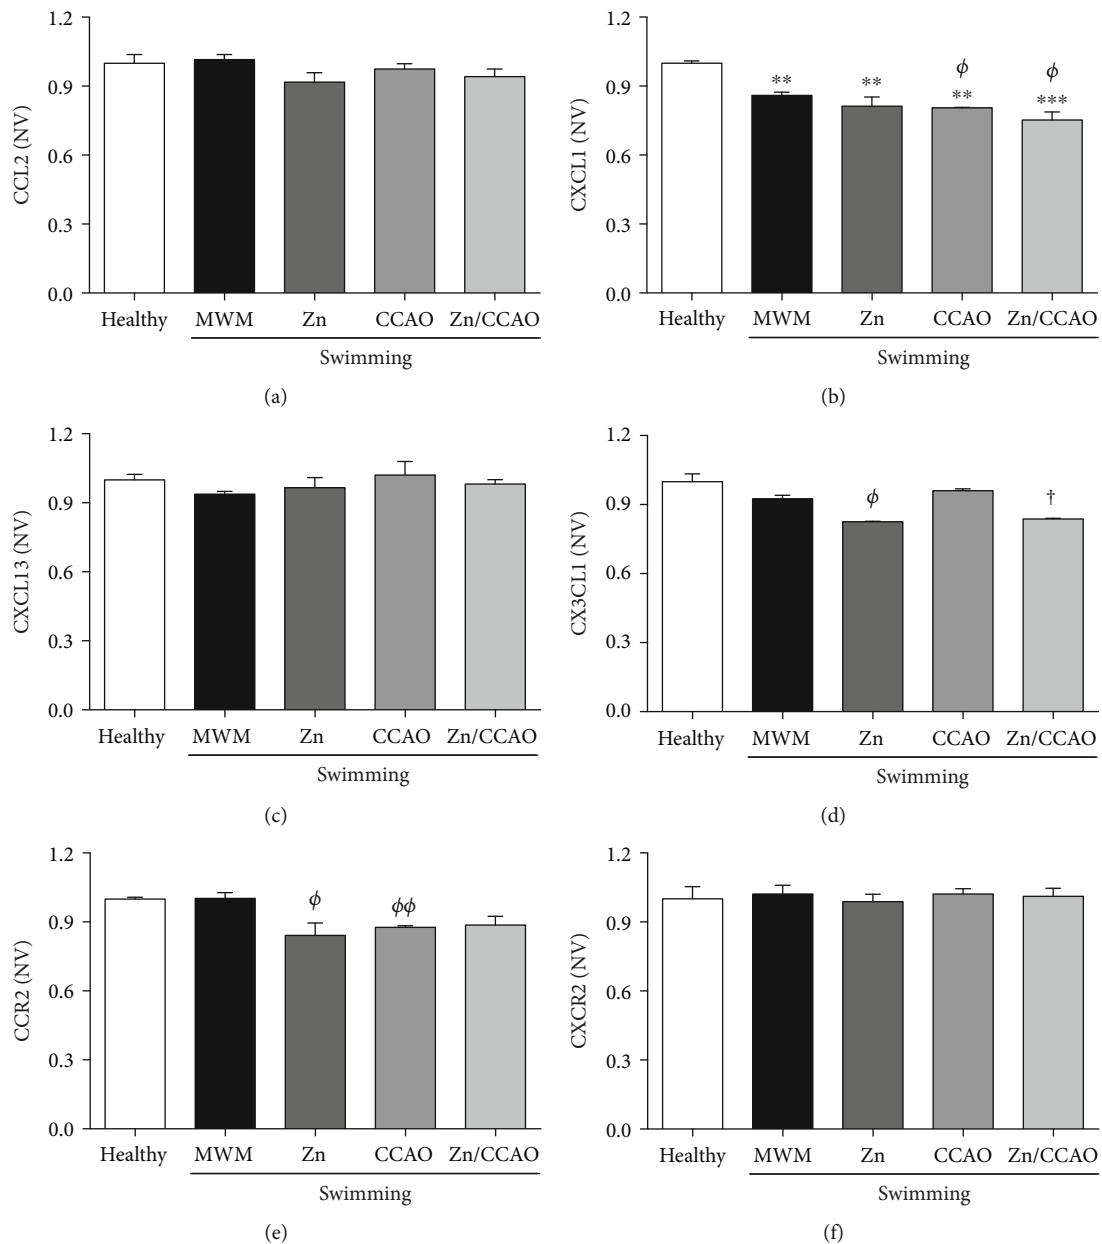 CCL2 (NV)
1.2
0.9
0.6
0.3
0.0
Healthy MWM Zn CCAO Zn/CCAO
Swimming
(a)
CXCL1 (NV)
1.2
0.9
0.6
0.3
0.0
** ** ϕ ** ϕ ***
Healthy MWM Zn CCAO Zn/CCAO
Swimming
(b)
CXCL13 (NV)
1.2
0.9
0.6
0.3
0.0
Healthy MWM Zn CCAO Zn/CCAO
Swimming
(c)
CX3CL1 (NV)
1.2
0.9
0.6
0.3
0.0
ϕ †
Healthy MWM Zn CCAO Zn/CCAO
Swimming
(d)
CCR2 (NV)
1.2
0.9
0.6
0.3
0.0
ϕ ϕϕ
Healthy MWM Zn CCAO Zn/CCAO
Swimming
(e)
CXCR2 (NV)
1.2
0.9
0.6
0.3
0.0
Healthy MWM Zn CCAO Zn/CCAO
Swimming
(f)